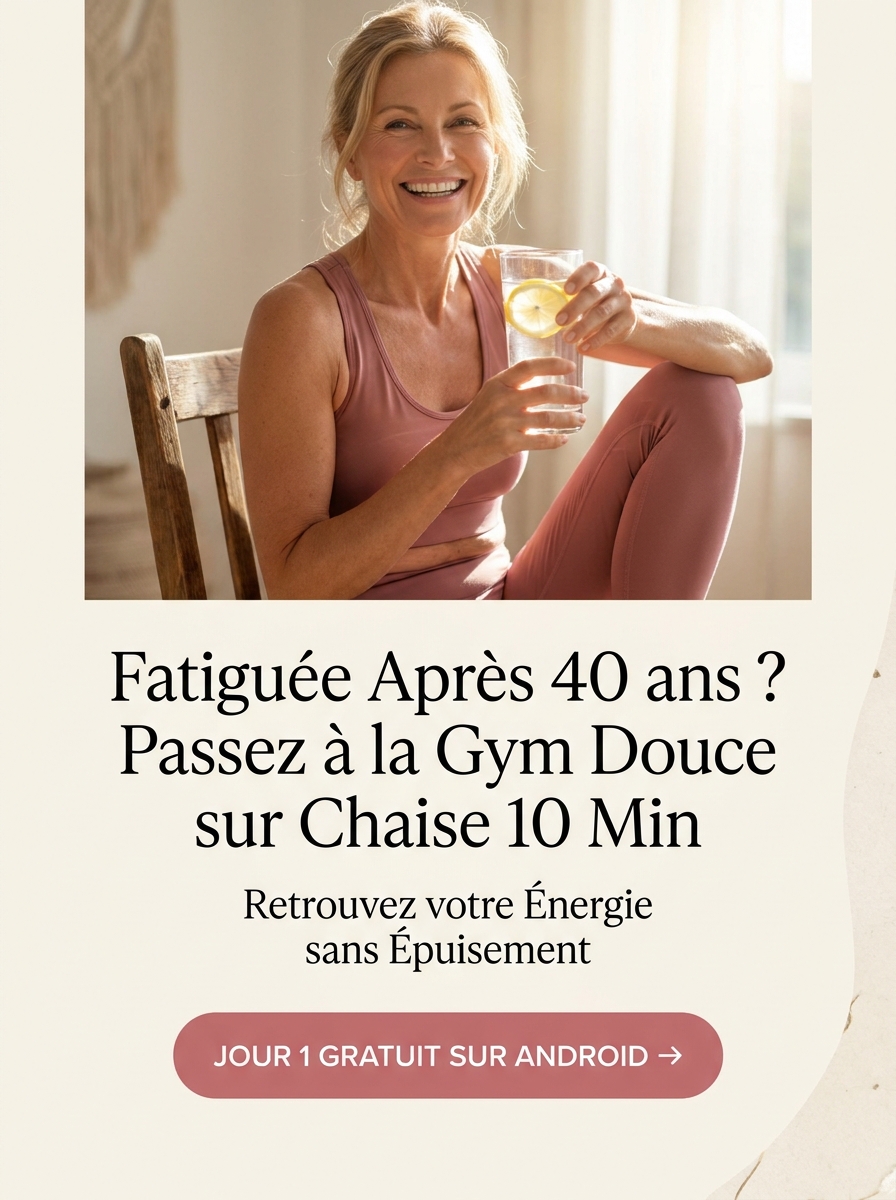 Fatiguée Après 40 ans ?
Passez à la Gym Douce
sur Chaise 10 Min
Retrouvez votre Énergie
sans Épuisement
JOUR 1 GRATUIT SUR ANDROID →